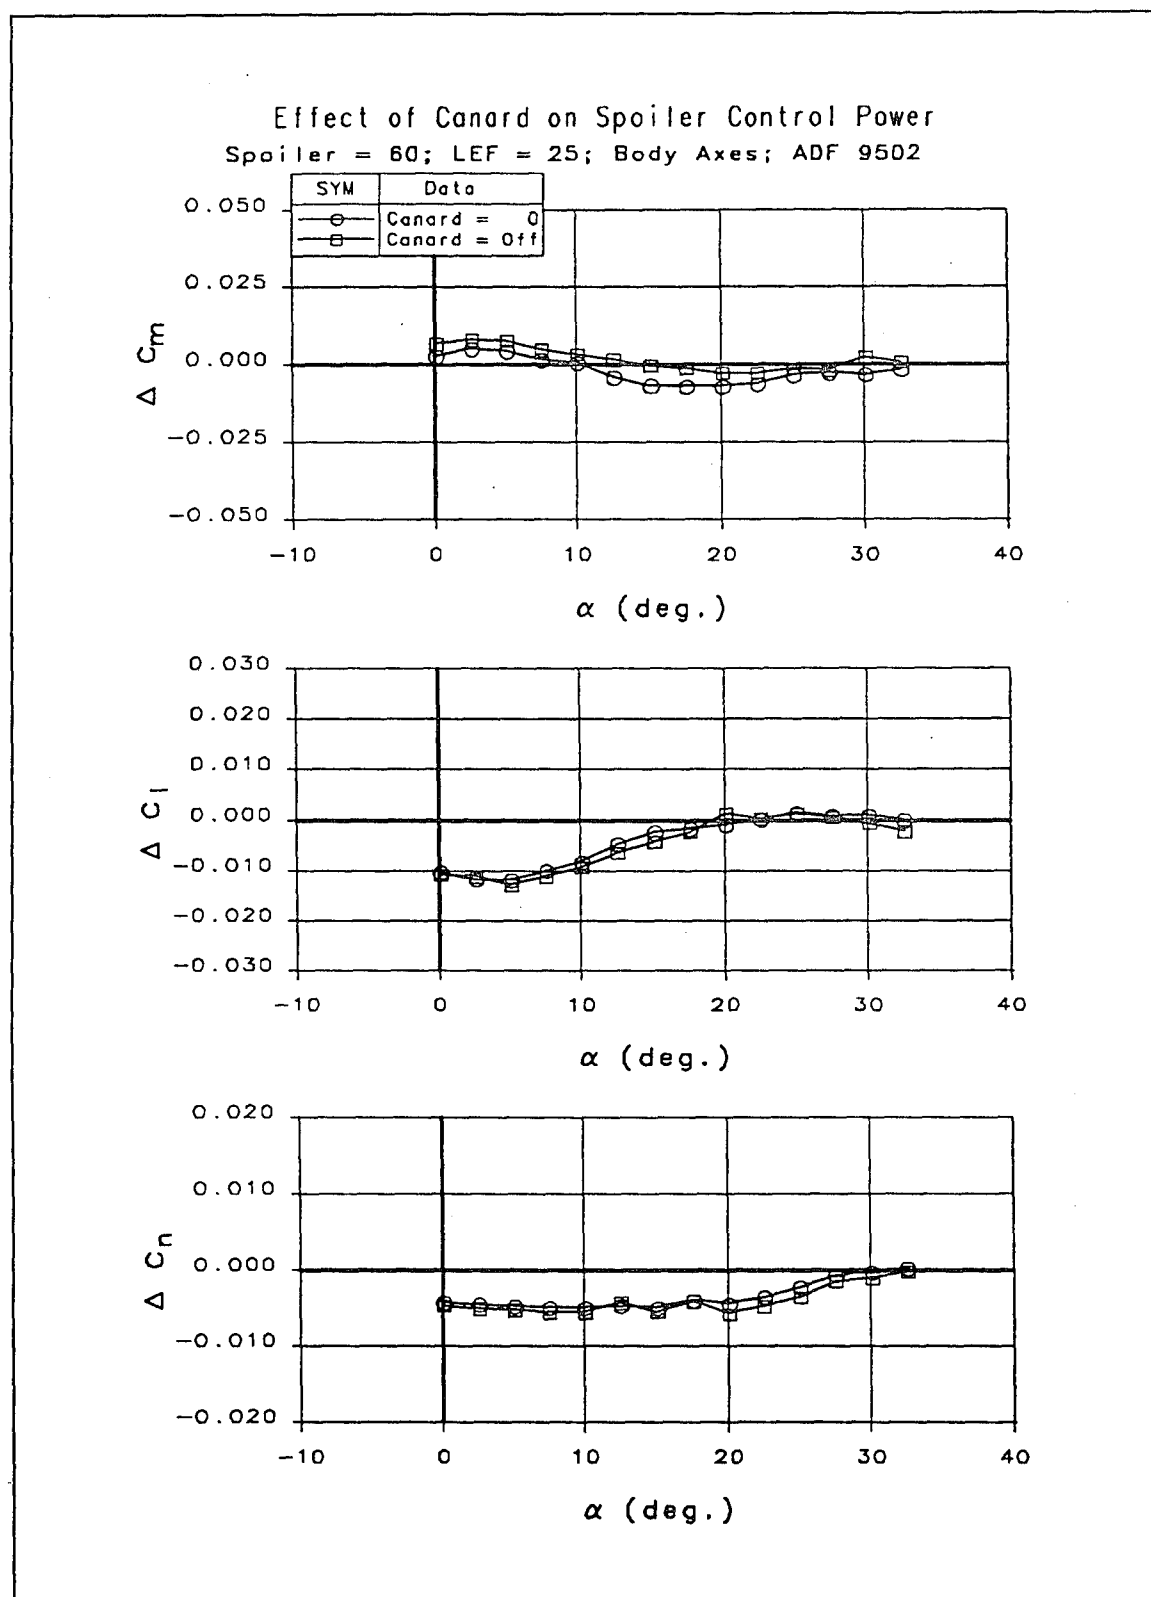 Effect of Canard on Spoiler Control Power
Spoiler = 60; LEF = 25; Body Axes; ADF 9502
SYM Data
Canard = 0
Canard = Off
0.050
0.025
0.000
-0.025
-0.050
Δ Cm
-10 0 10 20 30 40
α (deg.)
0.030
0.020
0.010
0.000
-0.010
-0.020
-0.030
Δ Cl
-10 0 10 20 30 40
α (deg.)
0.020
0.010
0.000
-0.010
-0.020
Δ Cn
-10 0 10 20 30 40
α (deg.)